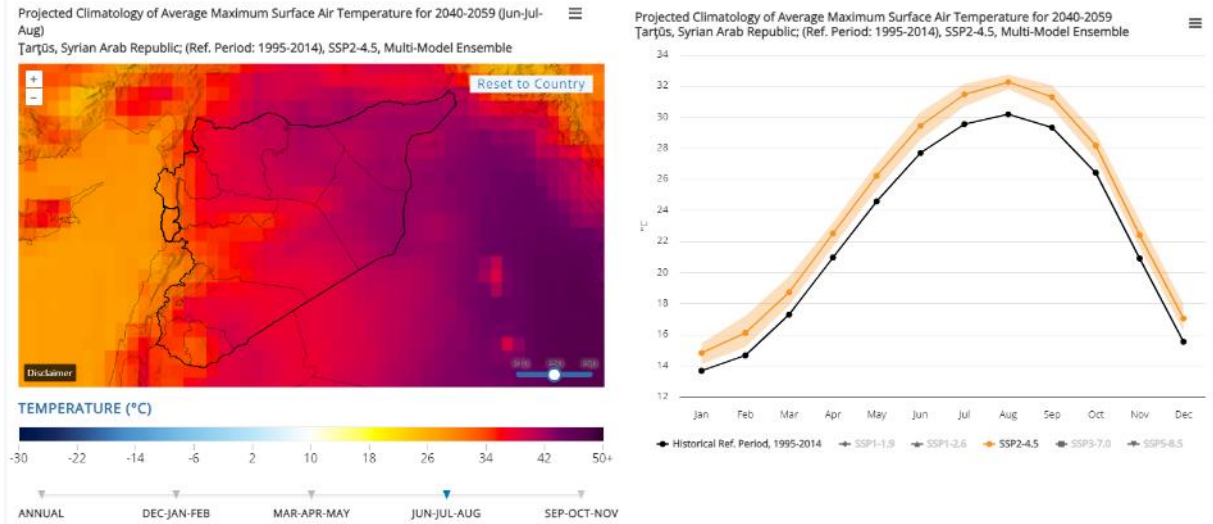 Projected Climatology of Average Maximum Surface Air Temperature for 2040-2059 (Jun-Jul-
Aug)
Ţarţūs, Syrian Arab Republic; (Ref. Period: 1995-2014), SSP2-4.5, Multi-Model Ensemble
+
−
Reset to Country
Disclaimer
P10 P50 P90
TEMPERATURE (°C)
-30 -22 -14 -6 2 10 18 26 34 42 50+
ANNUAL DEC-JAN-FEB MAR-APR-MAY JUN-JUL-AUG SEP-OCT-NOV
Projected Climatology of Average Maximum Surface Air Temperature for 2040-2059
Ţarţūs, Syrian Arab Republic; (Ref. Period: 1995-2014), SSP2-4.5, Multi-Model Ensemble
34
32
30
28
26
24
22
20
18
16
14
12
°C
Jan Feb Mar Apr May Jun Jul Aug Sep Oct Nov Dec
Historical Ref. Period, 1995-2014 SSP1-1.9 SSP1-2.6 SSP2-4.5 SSP3-7.0 SSP5-8.5